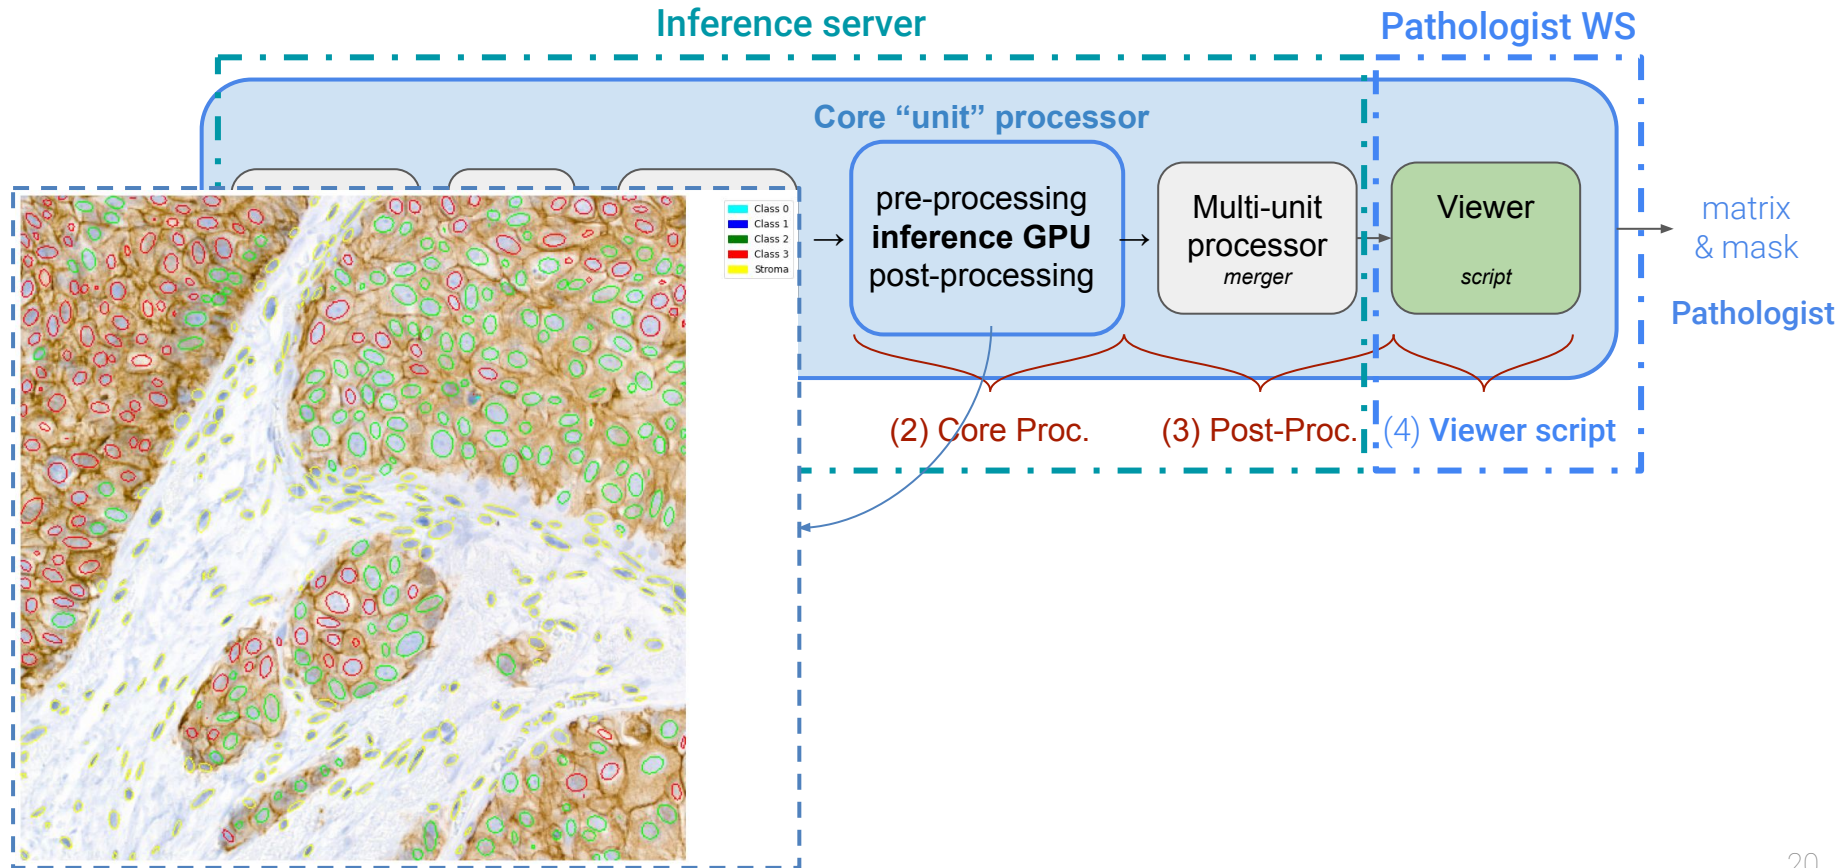 Inference server
Pathologist WS
Core “unit” processor
Class 0
Class 1
Class 2
Class 3
Stroma
→
pre-processing
inference GPU
post-processing
→
Multi-unit
processor
merger
Viewer
script
matrix
& mask
Pathologist
(2) Core Proc.
(3) Post-Proc.
(4) Viewer script
20